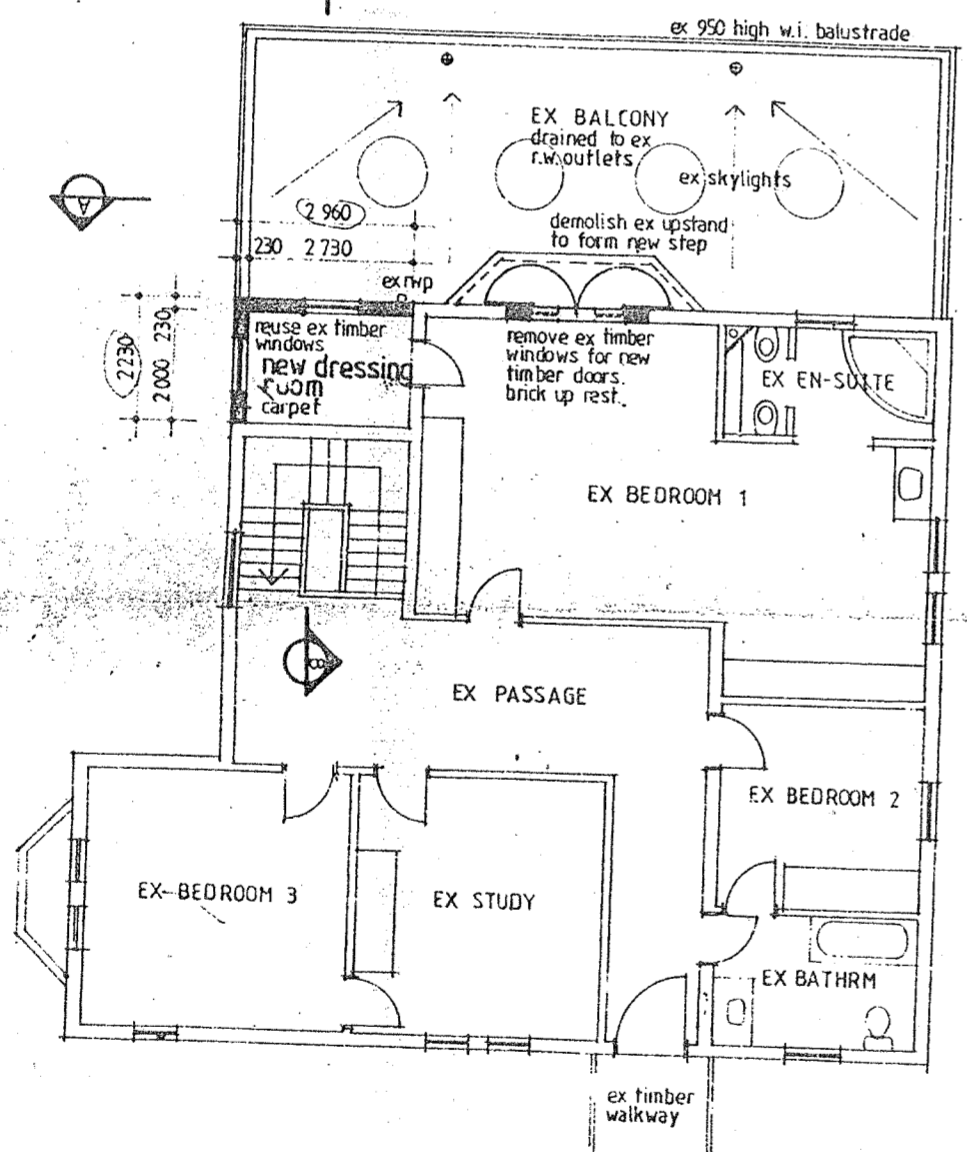 ex 950 high w.i. balustrade
EX BALCONY
drained to ex
r.w.outlets
ex skylights
A
2 960
demolish ex upstand
to form new step
230 2 730
ex rwp
2230
2 000 230
reuse ex timber
windows
new dressing
room
carpet
remove ex timber
windows for new
timber doors.
brick up rest.
EX EN-SUITE
EX BEDROOM 1
B
EX PASSAGE
EX BEDROOM 2
EX BEDROOM 3
EX STUDY
EX BATHRM
ex timber
walkway